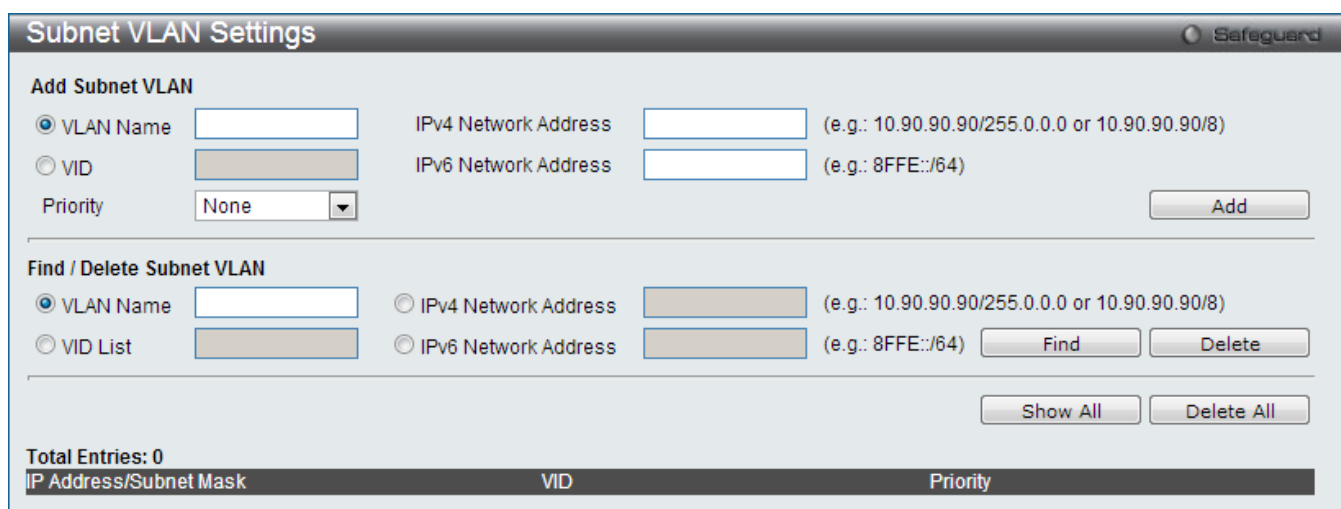 Subnet VLAN Settings
Safeguard
Add Subnet VLAN
VLAN Name IPv4 Network Address (e.g.: 10.90.90.90/255.0.0.0 or 10.90.90.90/8)
VID IPv6 Network Address (e.g.: 8FFE::/64)
Priority None Add
Find / Delete Subnet VLAN
VLAN Name IPv4 Network Address (e.g.: 10.90.90.90/255.0.0.0 or 10.90.90.90/8)
VID List IPv6 Network Address (e.g.: 8FFE::/64) Find Delete
Show All Delete All
Total Entries: 0
IP Address/Subnet Mask VID Priority